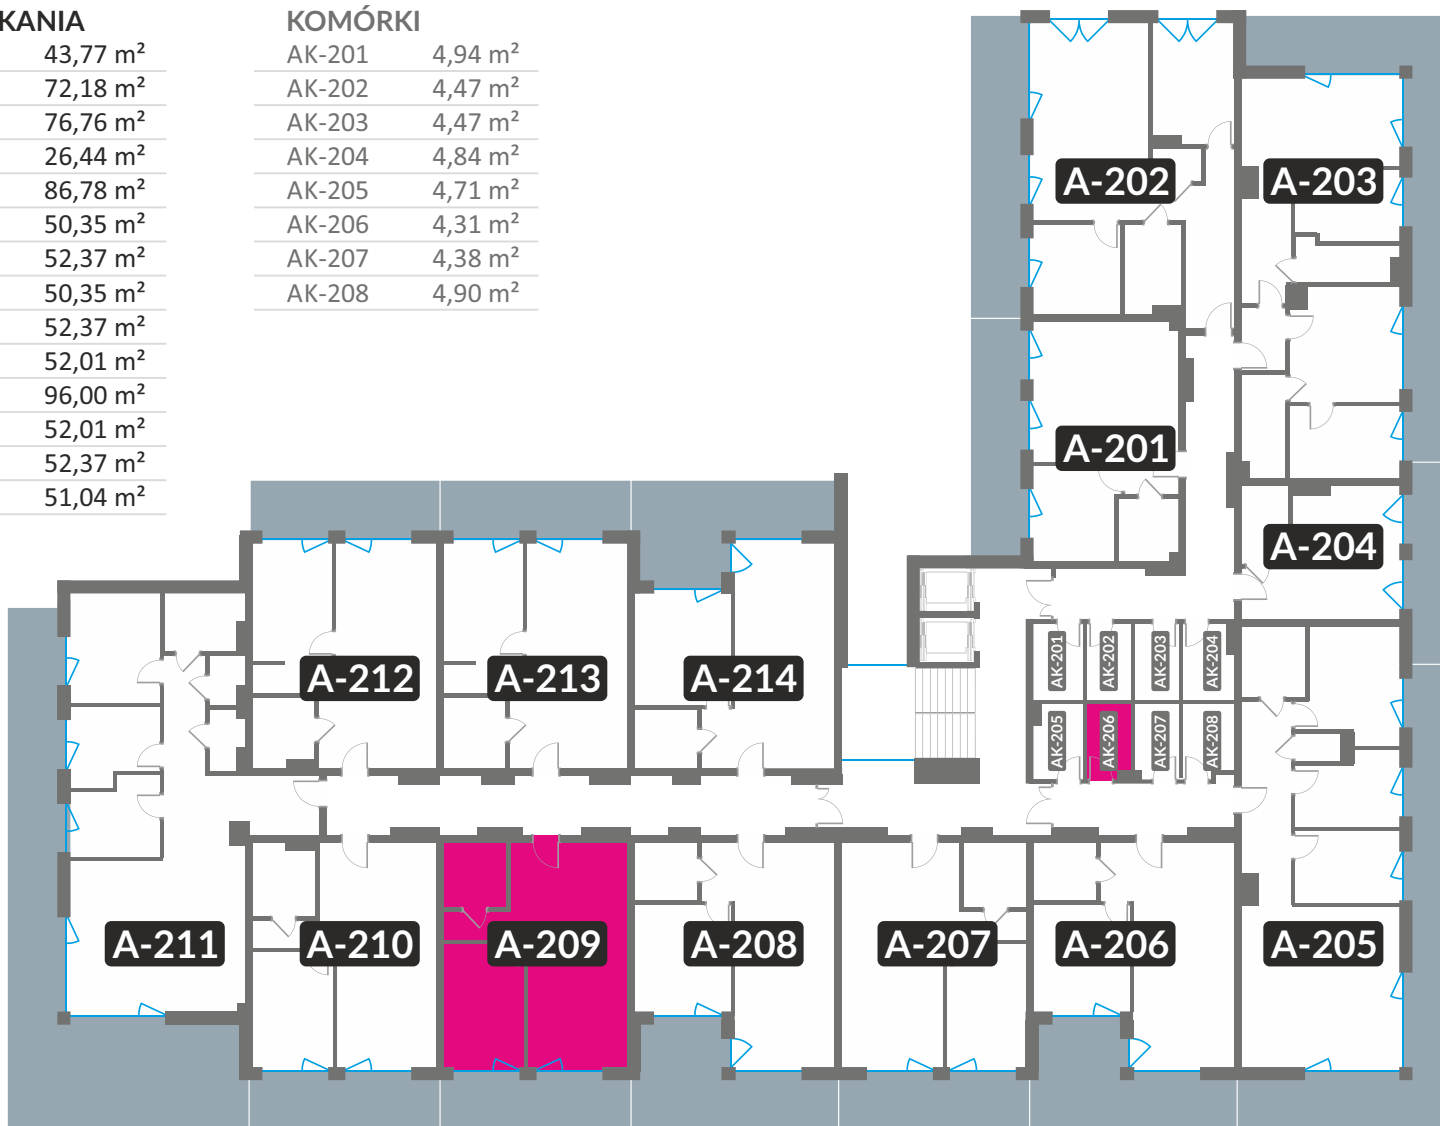 KANIA
43,77 m²
72,18 m²
76,76 m²
26,44 m²
86,78 m²
50,35 m²
52,37 m²
50,35 m²
52,37 m²
52,01 m²
96,00 m²
52,01 m²
52,37 m²
51,04 m²
KOMÓRKI
AK-201 4,94 m²
AK-202 4,47 m²
AK-203 4,47 m²
AK-204 4,84 m²
AK-205 4,71 m²
AK-206 4,31 m²
AK-207 4,38 m²
AK-208 4,90 m²
A-202
A-203
A-201
A-204
AK-201
AK-202
AK-203
AK-204
A-212
A-213
A-214
AK-205
AK-206
AK-207
AK-208
A-211
A-210
A-209
A-208
A-207
A-206
A-205